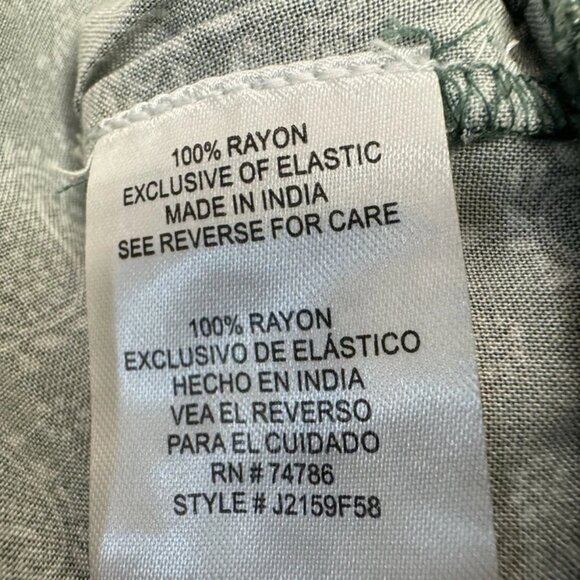 100% RAYON
EXCLUSIVE OF ELASTIC
MADE IN INDIA
SEE REVERSE FOR CARE
100% RAYON
EXCLUSIVO DE ELÁSTICO
HECHO EN INDIA
VEA EL REVERSO
PARA EL CUIDADO
RN # 74786
STYLE # J2159F58